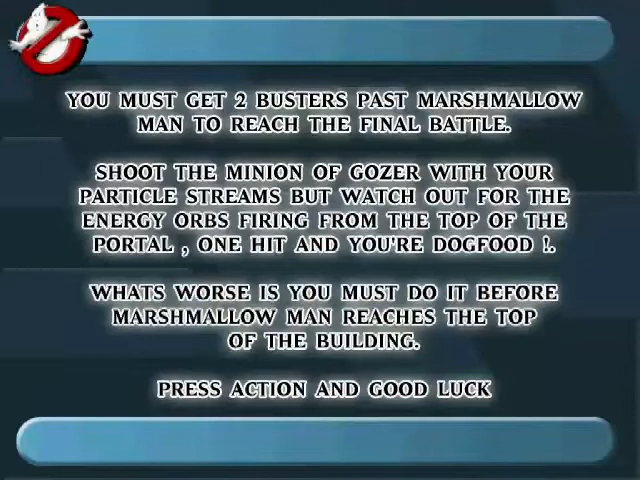 YOU MUST GET 2 BUSTERS PAST MARSHMALLOW
MAN TO REACH THE FINAL BATTLE.
SHOOT THE MINION OF GOZER WITH YOUR
PARTICLE STREAMS BUT WATCH OUT FOR THE
ENERGY ORBS FIRING FROM THE TOP OF THE
PORTAL , ONE HIT AND YOU'RE DOGFOOD !.
WHATS WORSE IS YOU MUST DO IT BEFORE
MARSHMALLOW MAN REACHES THE TOP
OF THE BUILDING.
PRESS ACTION AND GOOD LUCK